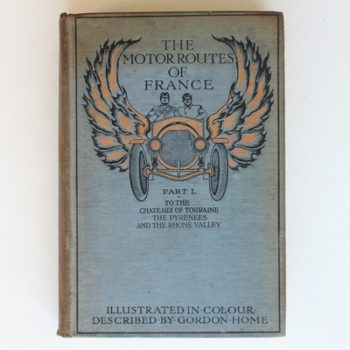 THE
MOTOR ROUTES
OF
FRANCE
PART I.
TO THE
CHATEAUX OF TOURAINE
THE PYRENEES
AND THE RHONE VALLEY
ILLUSTRATED·IN·COLOUR
DESCRIBED·BY·GORDON HOME